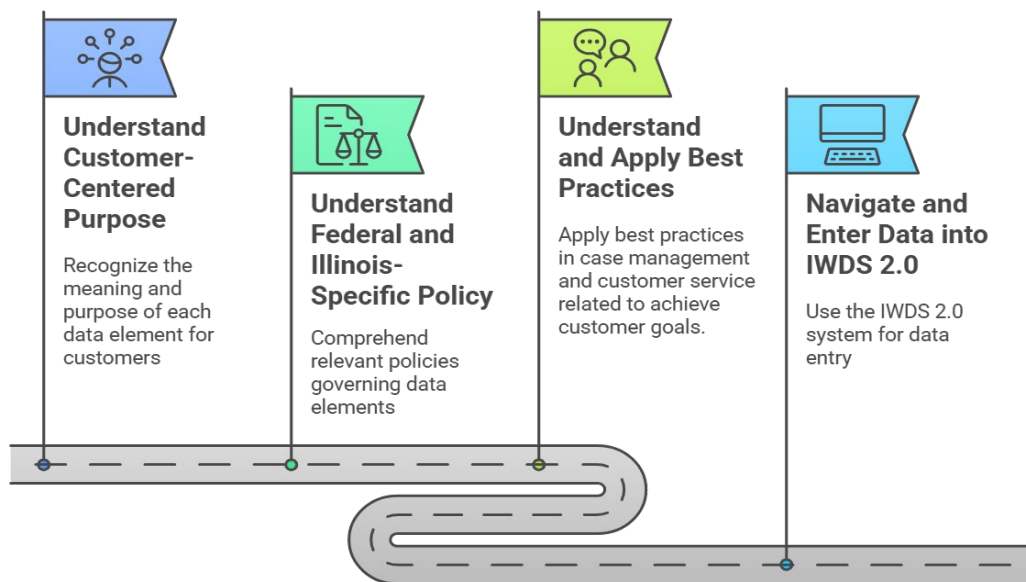 Understand
Customer-
Centered
Purpose
Recognize the
meaning and
purpose of each
data element for
customers
Understand
Federal and
Illinois-
Specific Policy
Comprehend
relevant policies
governing data
elements
Understand
and Apply Best
Practices
Apply best practices
in case management
and customer service
related to achieve
customer goals.
Navigate and
Enter Data into
IWDS 2.0
Use the IWDS 2.0
system for data
entry